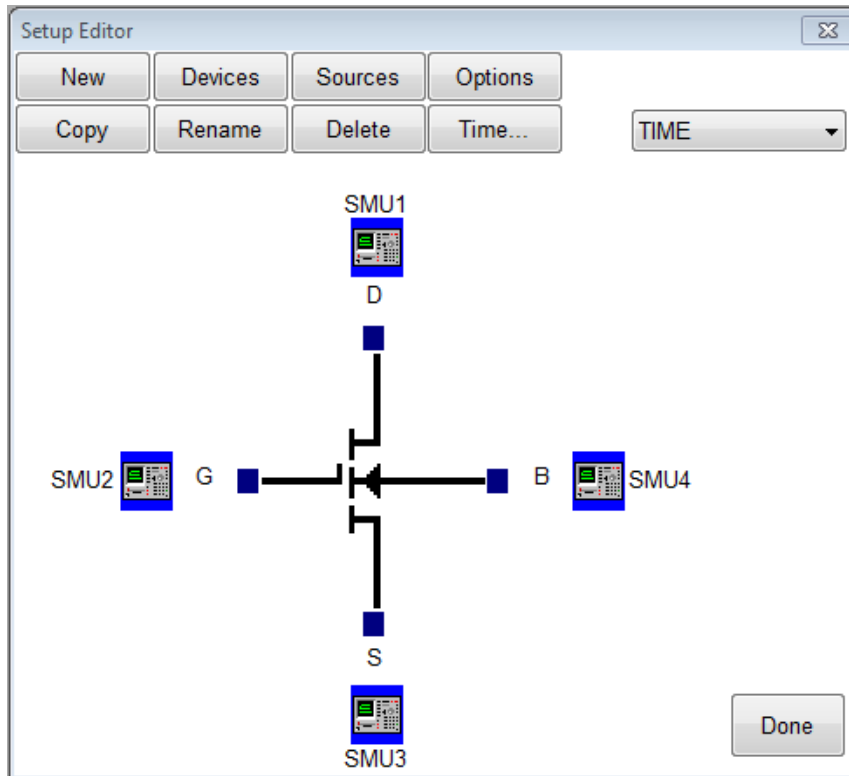 Setup Editor
New Devices Sources Options
Copy Rename Delete Time... TIME
SMU1
D
SMU2 G B SMU4
S
SMU3
Done